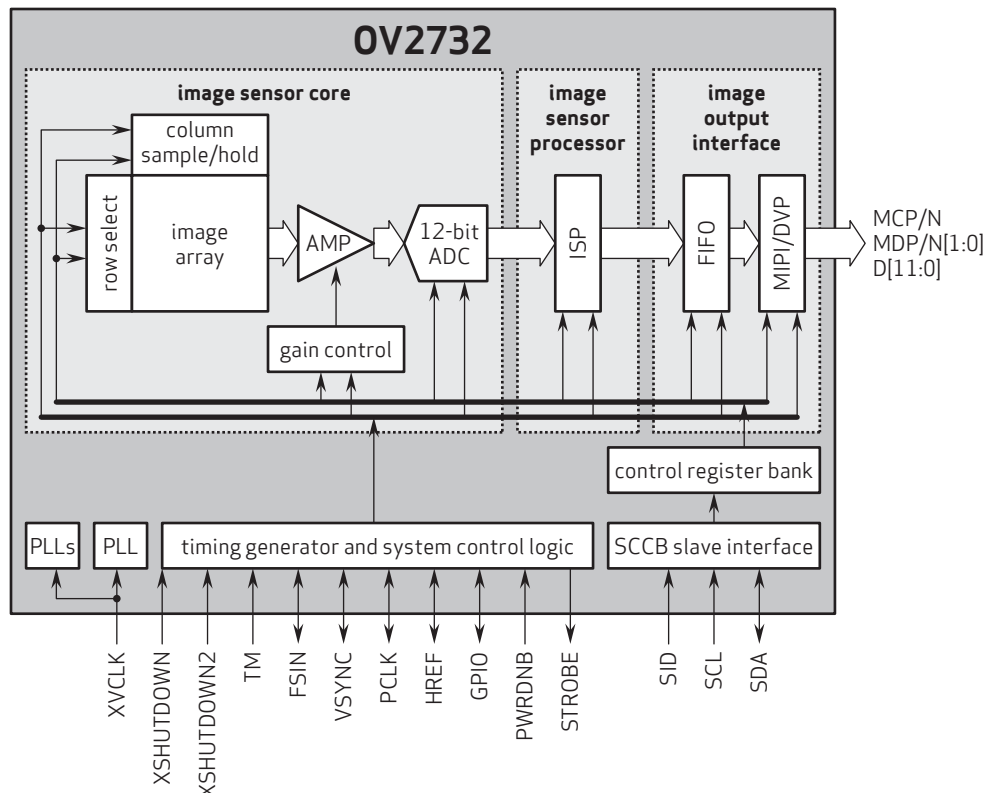 OV2732
image sensor core
image
sensor
processor
image
output
interface
column
sample/hold
row select
image
array
AMP
12-bit
ADC
ISP
FIFO
MIPI/DVP
MCP/N
MDP/N[1:0]
D[11:0]
gain control
control register bank
PLLs
PLL
timing generator and system control logic
SCCB slave interface
XVCLK
XSHUTDOWN
XSHUTDOWN2
TM
FSIN
VSYNC
PCLK
HREF
GPIO
PWRDNB
STROBE
SID
SCL
SDA